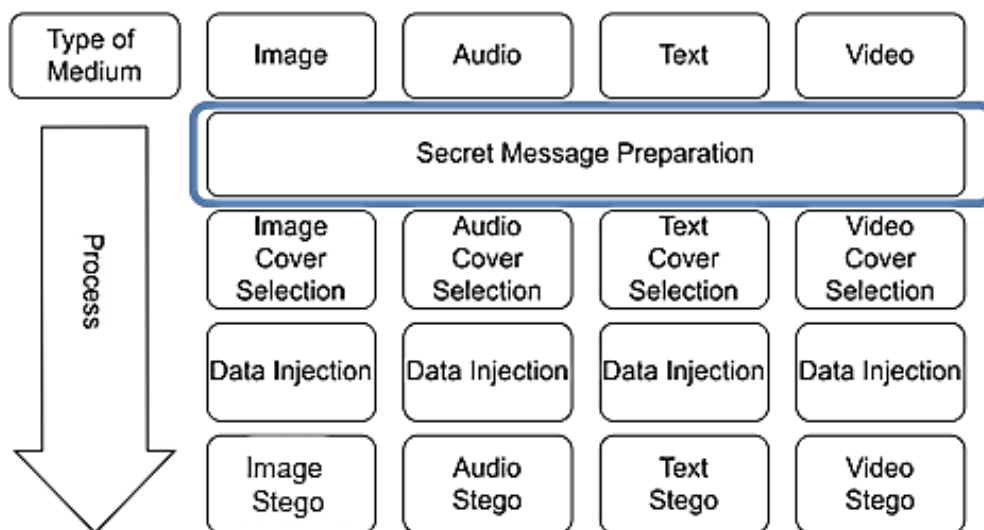 Type of
Medium
Image
Audio
Text
Video
Secret Message Preparation
Process
Image
Cover
Selection
Audio
Cover
Selection
Text
Cover
Selection
Video
Cover
Selection
Data Injection
Data Injection
Data Injection
Data Injection
Image
Stego
Audio
Stego
Text
Stego
Video
Stego